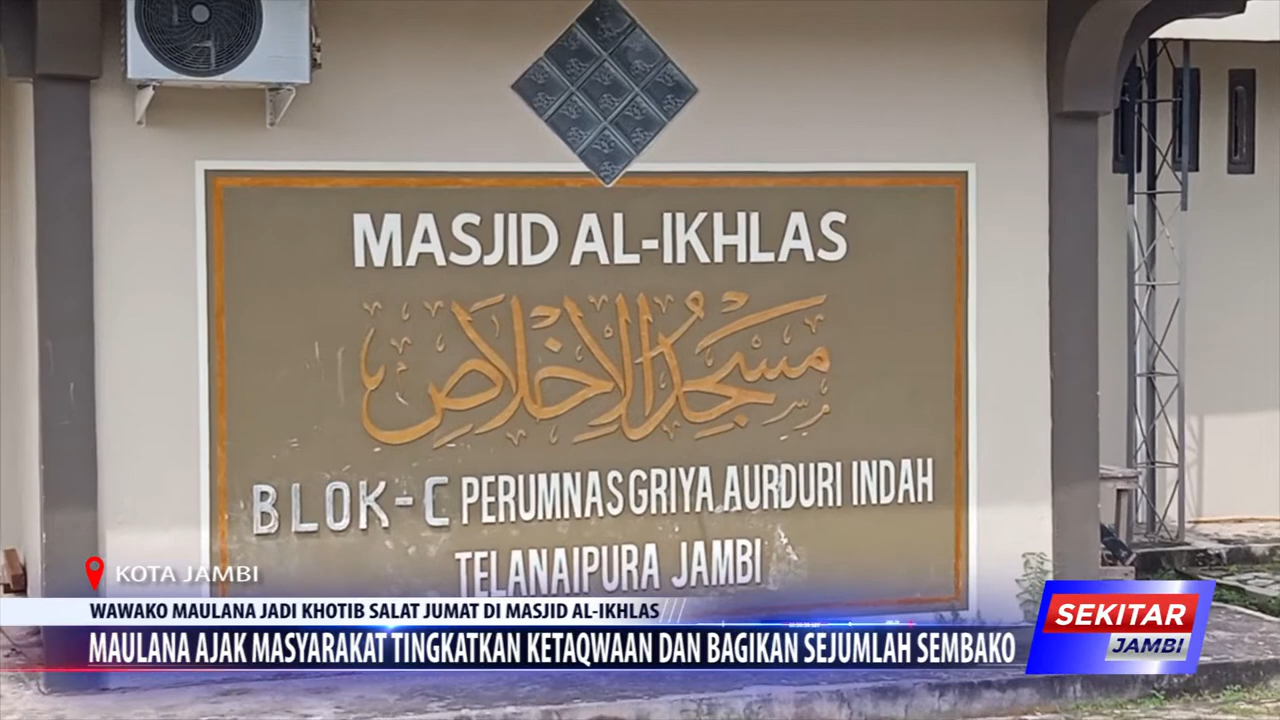 MASJID AL-IKHLAS
مسجد الإخلاص
BLOK-C PERUMNAS GRIYA AURDURI INDAH
TELANAIPURA JAMBI
KOTA JAMBI
WAWAKO MAULANA JADI KHOTIB SALAT JUMAT DI MASJID AL-IKHLAS
MAULANA AJAK MASYARAKAT TINGKATKAN KETAQWAAN DAN BAGIKAN SEJUMLAH SEMBAKO
SEKITAR
JAMBI